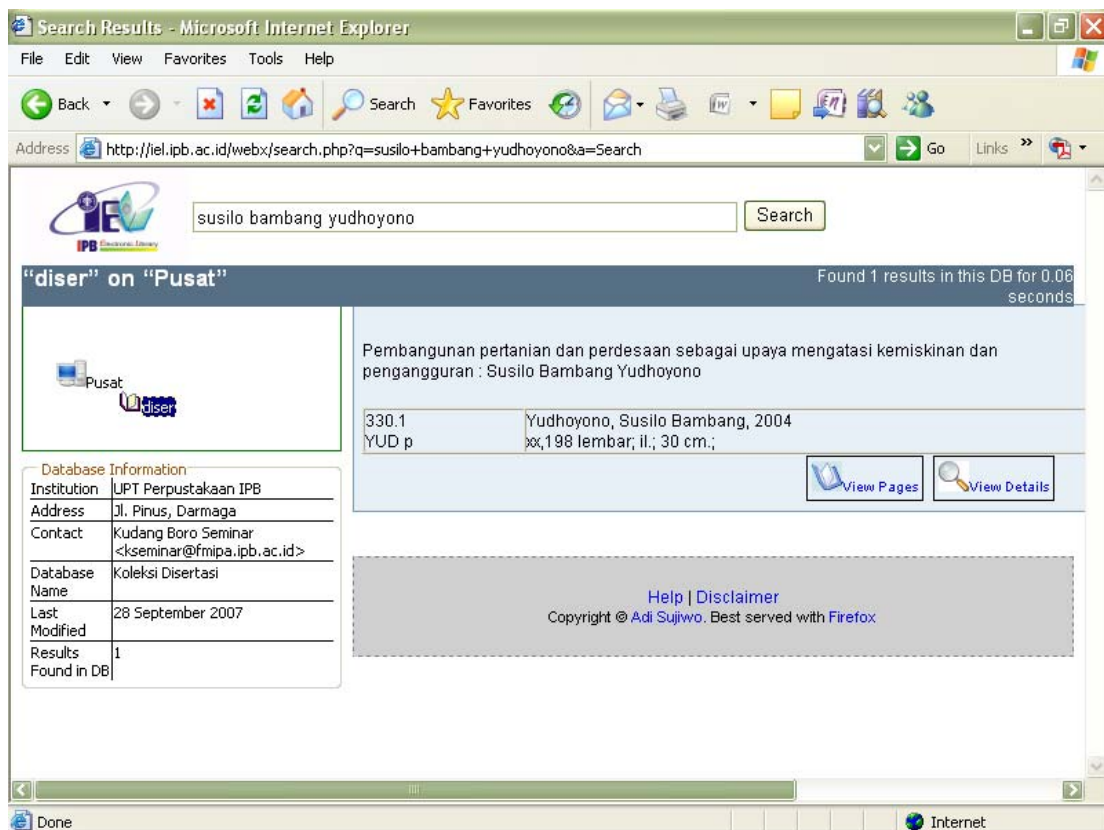 Search Results - Microsoft Internet Explorer
File Edit View Favorites Tools Help
Back Search Favorites
Address http://iel.ipb.ac.id/webx/search.php?q=susilo+bambang+yudhoyono&a=Search Go Links »
IPB Electronic Library
susilo bambang yudhoyono Search
“diser” on “Pusat” Found 1 results in this DB for 0.06
seconds
Pusat
diser
Database Information
Institution UPT Perpustakaan IPB
Address Jl. Pinus, Darmaga
Contact Kudang Boro Seminar
<kseminar@fmipa.ipb.ac.id>
Database Koleksi Disertasi
Name
Last 28 September 2007
Modified
Results 1
Found in DB
Pembangunan pertanian dan perdesaan sebagai upaya mengatasi kemiskinan dan
pengangguran : Susilo Bambang Yudhoyono
330.1 Yudhoyono, Susilo Bambang, 2004
YUD p xx,198 lembar; il.; 30 cm.;
View Pages View Details
Help | Disclaimer
Copyright © Adi Sujiwo. Best served with Firefox
Done Internet